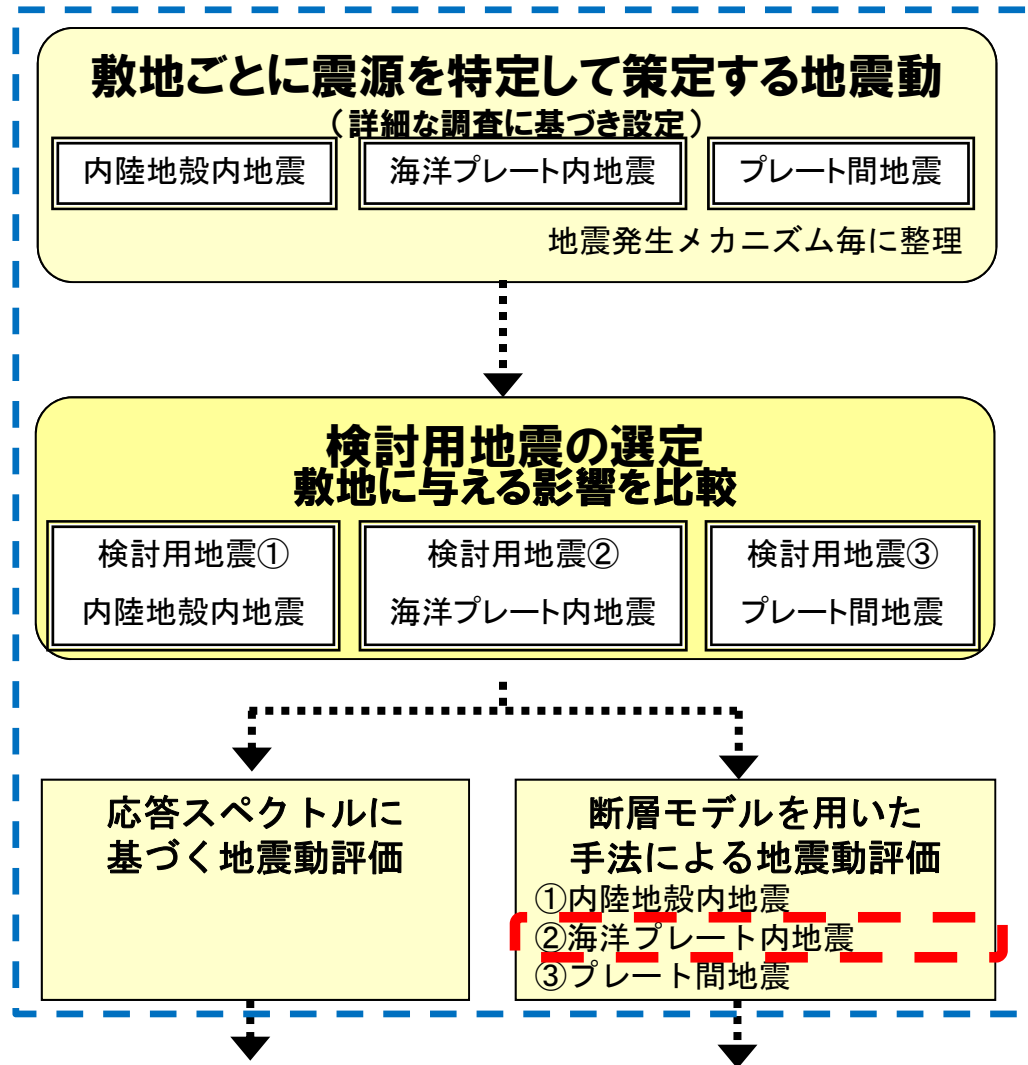 敷地ごとに震源を特定して策定する地震動
（詳細な調査に基づき設定）
内陸地殻内地震
海洋プレート内地震
プレート間地震
地震発生メカニズム毎に整理
検討用地震の選定
敷地に与える影響を比較
検討用地震①
内陸地殻内地震
検討用地震②
海洋プレート内地震
検討用地震③
プレート間地震
応答スペクトルに
基づく地震動評価
断層モデルを用いた
手法による地震動評価
①内陸地殻内地震
②海洋プレート内地震
③プレート間地震